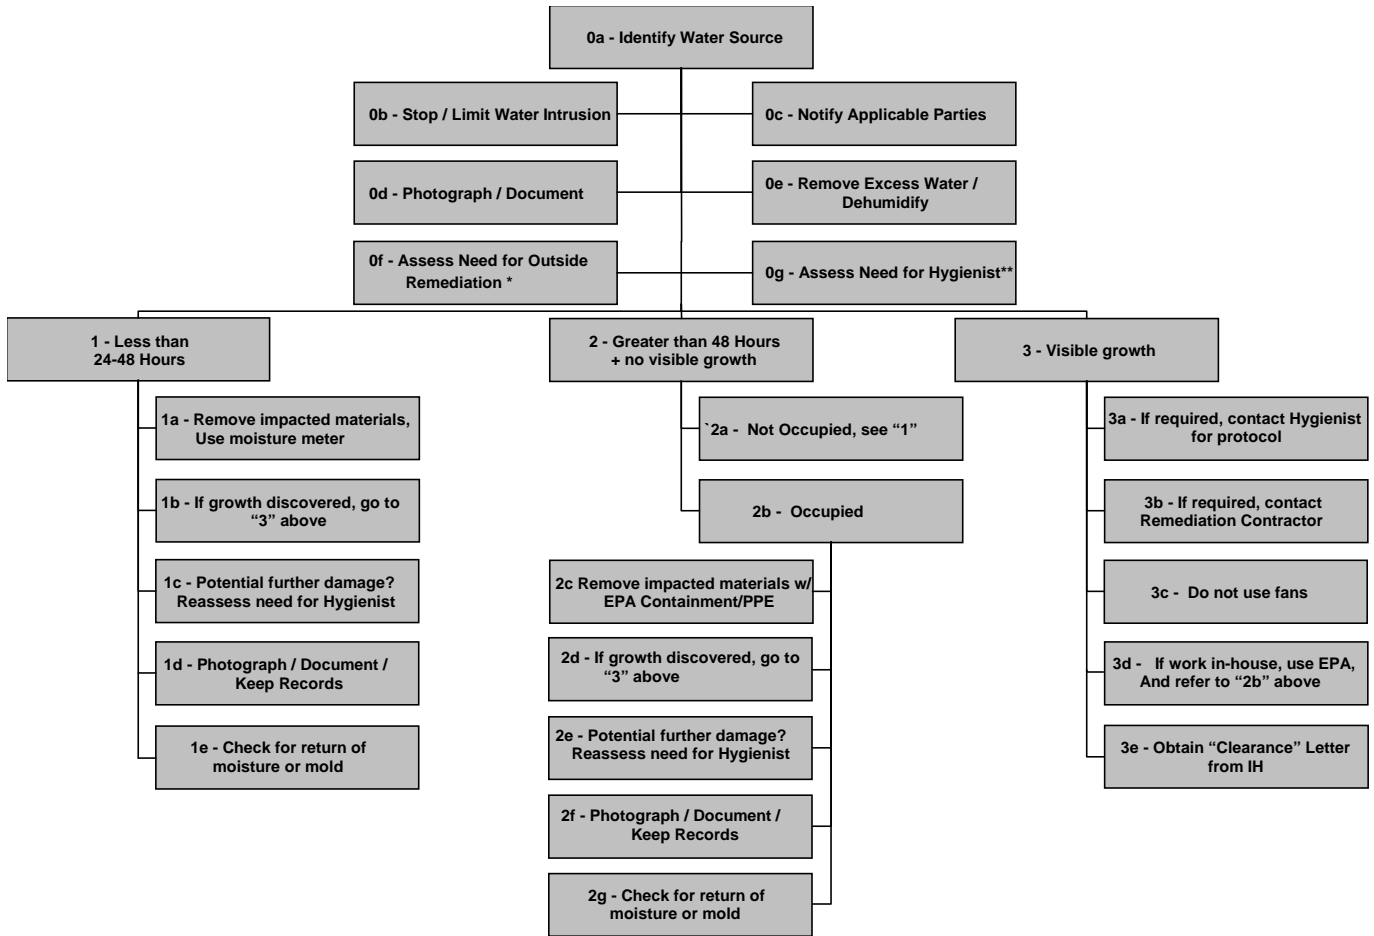 0a - Identify Water Source
0b - Stop / Limit Water Intrusion
0c - Notify Applicable Parties
0d - Photograph / Document
0e - Remove Excess Water /
Dehumidify
0f - Assess Need for Outside
Remediation *
0g - Assess Need for Hygienist**
1 - Less than
24-48 Hours
2 - Greater than 48 Hours
+ no visible growth
3 - Visible growth
1a - Remove impacted materials,
Use moisture meter
1b - If growth discovered, go to
“3” above
1c - Potential further damage?
Reassess need for Hygienist
1d - Photograph / Document /
Keep Records
1e - Check for return of
moisture or mold
`2a - Not Occupied, see “1”
2b - Occupied
2c Remove impacted materials w/
EPA Containment/PPE
2d - If growth discovered, go to
“3” above
2e - Potential further damage?
Reassess need for Hygienist
2f - Photograph / Document /
Keep Records
2g - Check for return of
moisture or mold
3a - If required, contact Hygienist
for protocol
3b - If required, contact
Remediation Contractor
3c - Do not use fans
3d - If work in-house, use EPA,
And refer to “2b” above
3e - Obtain “Clearance” Letter
from IH